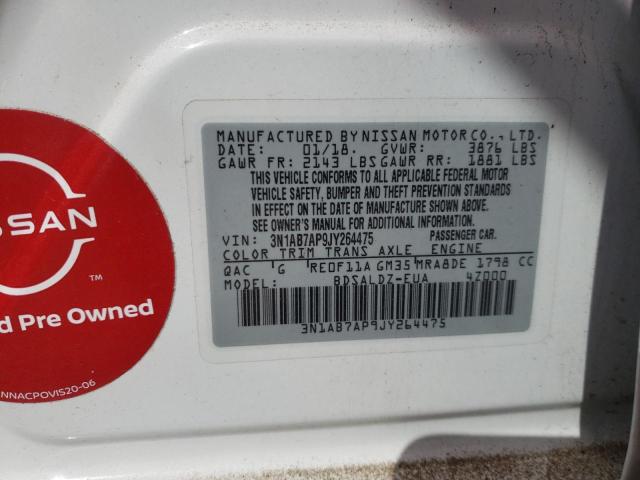 NISSAN
TM
d Pre Owned
NNACPOVIS20-06
MANUFACTURED BY NISSAN MOTOR CO., LTD.
DATE: 01/18. GVWR: 3876 LBS
GAWR FR: 2143 LBS GAWR RR: 1881 LBS
THIS VEHICLE CONFORMS TO ALL APPLICABLE FEDERAL MOTOR
VEHICLE SAFETY, BUMPER AND THEFT PREVENTION STANDARDS
IN EFFECT ON THE DATE OF MANUFACTURE SHOWN ABOVE.
SEE OWNER'S MANUAL FOR ADDITIONAL INFORMATION.
VIN: 3N1AB7AP9JY264475 PASSENGER CAR.
COLOR TRIM TRANS AXLE ENGINE
QAC G RE0F11A GM35 MRA8DE 1798 CC
MODEL BDSALDZ-EUA 4Z000
3N1AB7AP9JY264475